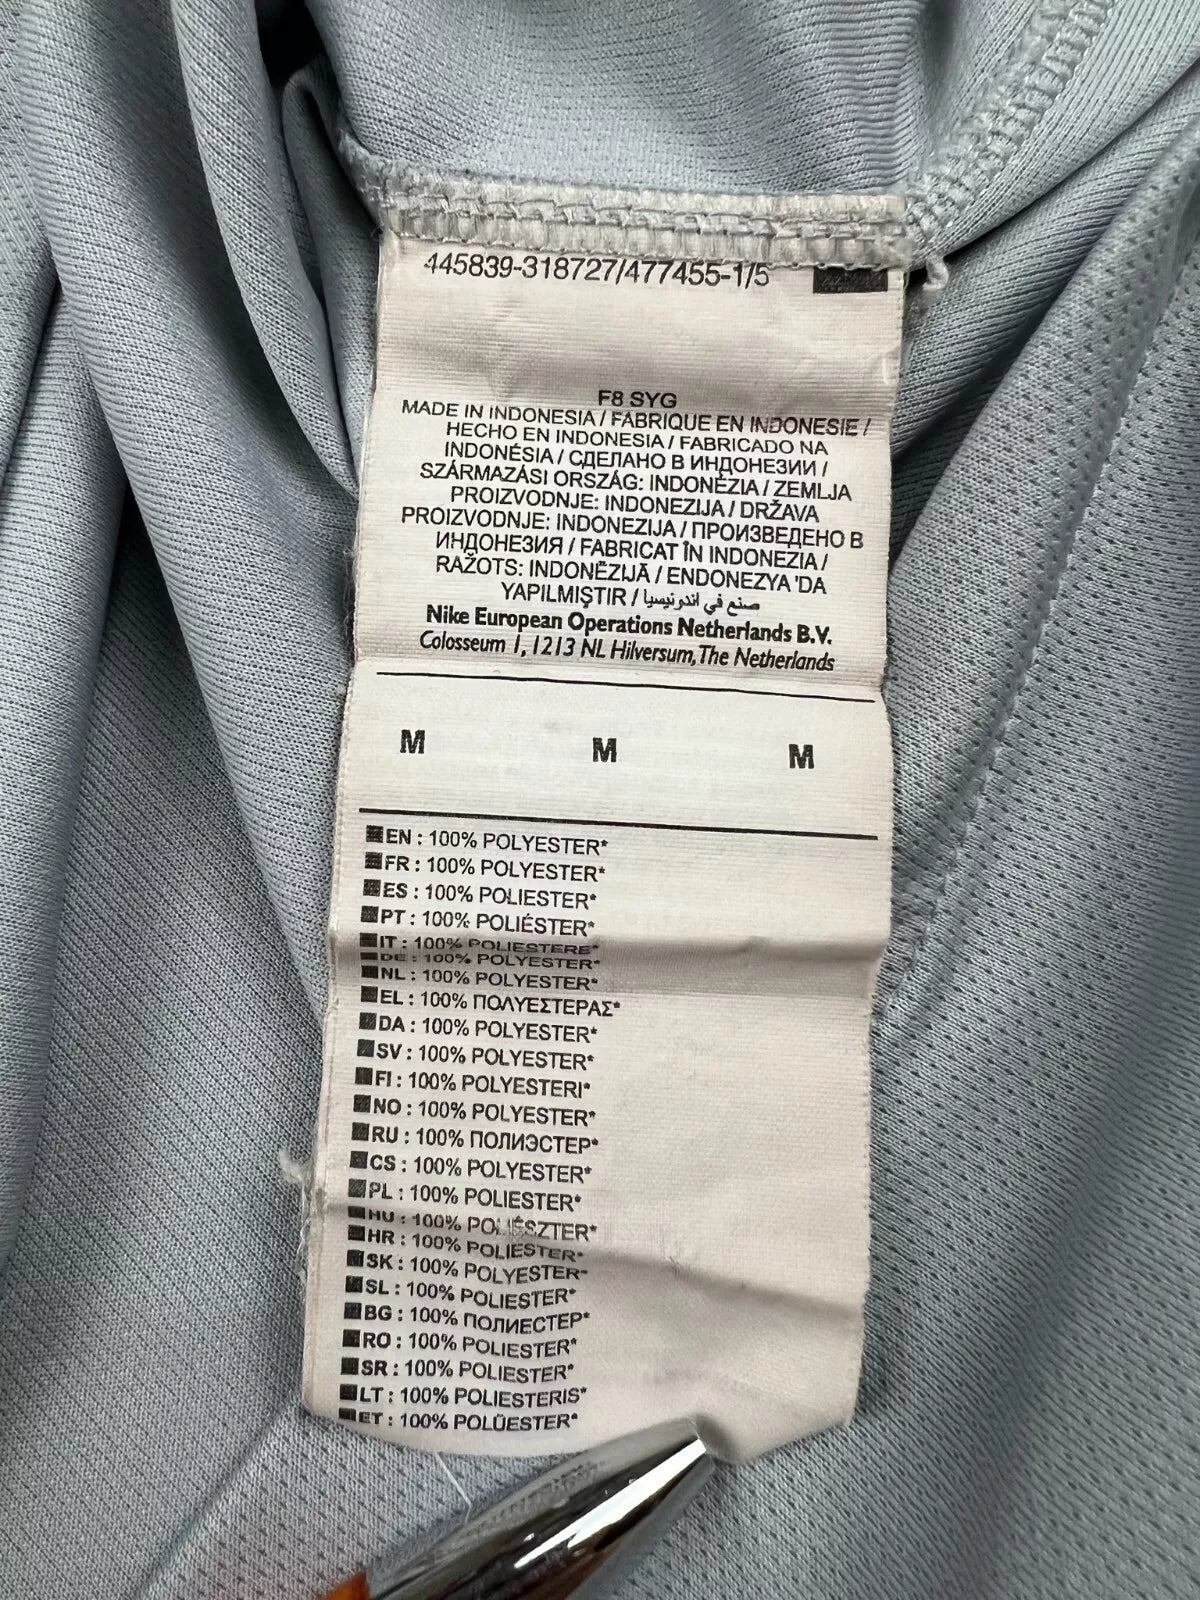 445839-318727/477455-1/5
F8 SYG
MADE IN INDONESIA / FABRIQUE EN INDONESIE /
HECHO EN INDONESIA / FABRICADO NA
INDONÉSIA / СДЕЛАНО В ИНДОНЕЗИИ /
SZÁRMAZÁSI ORSZÁG: INDONÉZIA / ZEMLJA
PROIZVODNJE: INDONEZIJA / DRŽAVA
PROIZVODNJE: INDONEZIJA / ПРОИЗВЕДЕНО В
ИНДОНЕЗИЯ / FABRICAT ÎN INDONEZIA /
RAŽOTS: INDONĒZIJĀ / ENDONEZYA 'DA
YAPILMIŞTIR / صنع في اندونيسيا
Nike European Operations Netherlands B.V.
Colosseum 1, 1213 NL Hilversum, The Netherlands
M M M
EN : 100% POLYESTER*
FR : 100% POLYESTER*
ES : 100% POLIESTER*
PT : 100% POLIÉSTER*
IT : 100% POLIESTERE*
DE : 100% POLYESTER*
NL : 100% POLYESTER*
EL : 100% ΠΟΛΥΕΣΤΕΡΑΣ*
DA : 100% POLYESTER*
SV : 100% POLYESTER*
FI : 100% POLYESTERI*
NO : 100% POLYESTER*
RU : 100% ПОЛИЭСТЕР*
CS : 100% POLYESTER*
PL : 100% POLIESTER*
HU : 100% POLIÉSZTER*
HR : 100% POLIESTER*
SK : 100% POLYESTER*
SL : 100% POLIESTER*
BG : 100% ПОЛИЕСТЕР*
RO : 100% POLIESTER*
SR : 100% POLIESTER*
LT : 100% POLIESTERIS*
ET : 100% POLÜESTER*